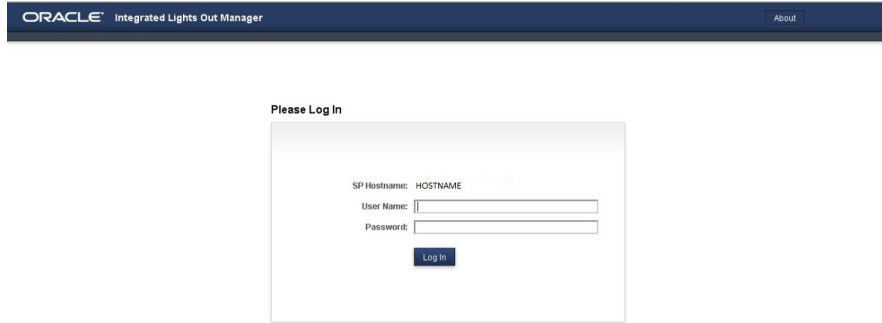 ORACLE® Integrated Lights Out Manager About
Please Log In
SP Hostname: HOSTNAME
User Name:
Password:
Log In